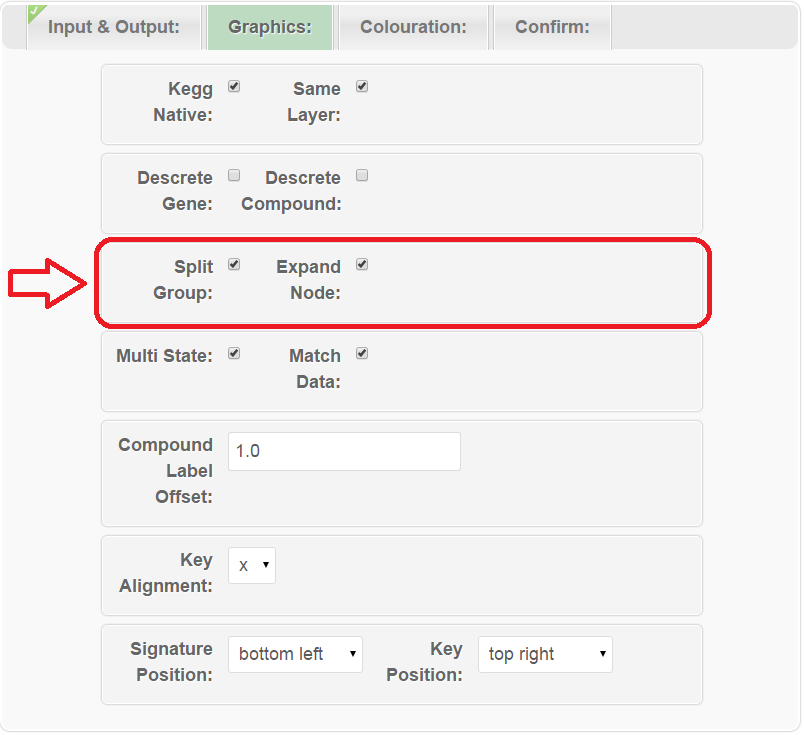 Input & Output: Graphics: Colouration: Confirm:
Kegg Same
Native: Layer:
Descrete Descrete
Gene: Compound:
Split Expand
Group: Node:
Multi State: Match
Data:
Compound
Label
Offset:
1.0
Key
Alignment:
x
Signature
Position:
bottom left
Key
Position:
top right